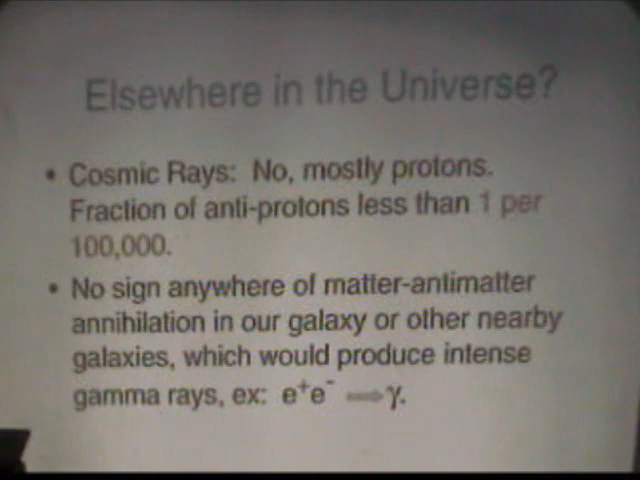 Elsewhere in the Universe?
• Cosmic Rays: No, mostly protons.
Fraction of anti-protons less than 1 per
100,000.
• No sign anywhere of matter-antimatter
annihilation in our galaxy or other nearby
galaxies, which would produce intense
gamma rays, ex: e⁺e⁻ ⟹ γ.